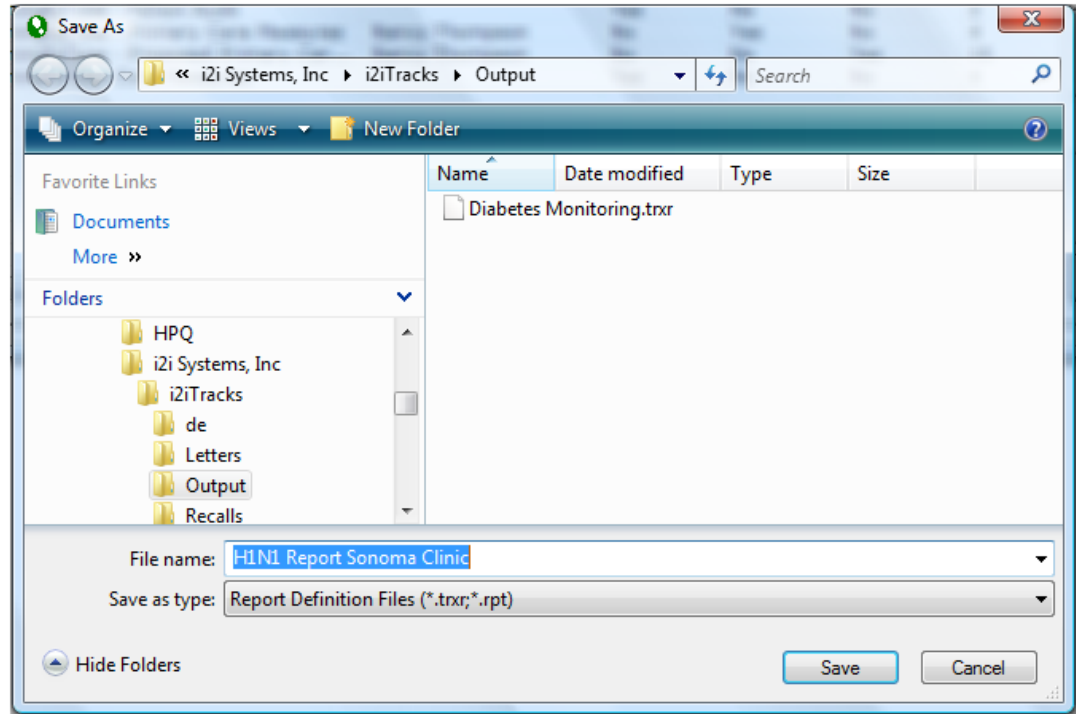 Save As
« i2i Systems, Inc ▸ i2iTracks ▸ Output
Search
Organize
Views
New Folder
Favorite Links
Documents
More »
Folders
HPQ
i2i Systems, Inc
i2iTracks
de
Letters
Output
Recalls
Name Date modified Type Size
Diabetes Monitoring.trxr
File name: H1N1 Report Sonoma Clinic
Save as type: Report Definition Files (*.trxr;*.rpt)
Hide Folders
Save Cancel